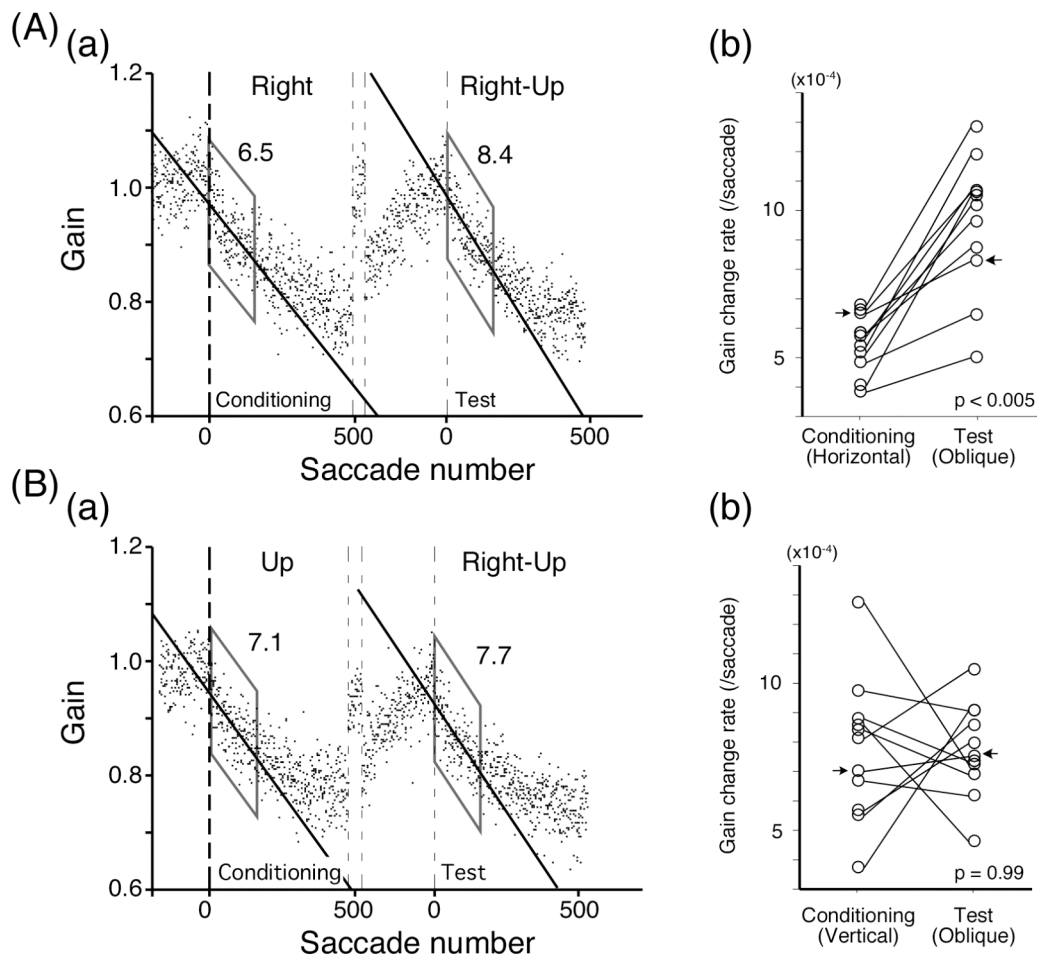 (A)
(a)
1.2
1.0
0.8
0.6
Gain
Right
Right-Up
6.5
8.4
Conditioning
Test
0
500
0
500
Saccade number
(b)
(x10-4)
Gain change rate (/saccade)
10
5
p < 0.005
Conditioning
(Horizontal)
Test
(Oblique)
(B)
(a)
1.2
1.0
0.8
0.6
Gain
Up
Right-Up
7.1
7.7
Conditioning
Test
0
500
0
500
Saccade number
(b)
(x10-4)
Gain change rate (/saccade)
10
5
p = 0.99
Conditioning
(Vertical)
Test
(Oblique)